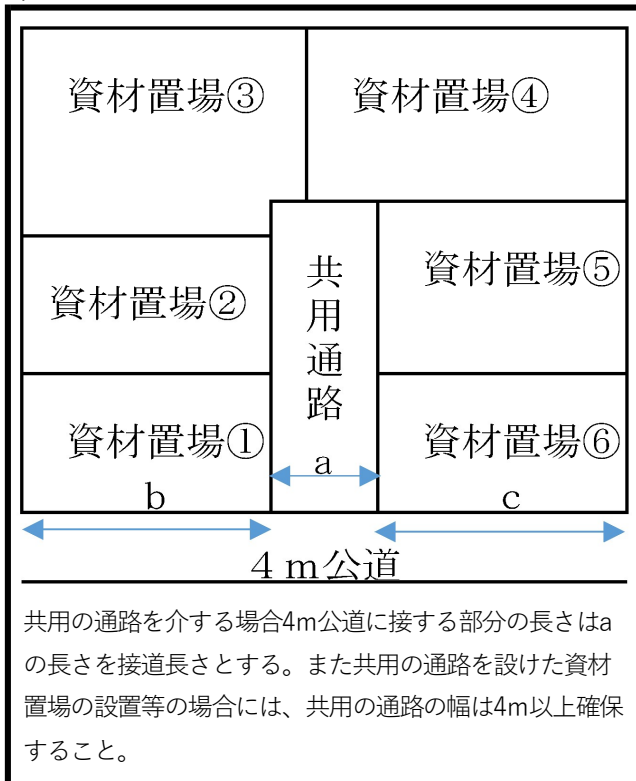 資材置場③
資材置場④
共用通路
資材置場⑤
資材置場②
資材置場①
資材置場⑥
a
b
c
4 m公道
共用の通路を介する場合4m公道に接する部分の長さはa
の長さを接道長さとする。また共用の通路を設けた資材
置場の設置等の場合には、共用の通路の幅は4m以上確保
すること。